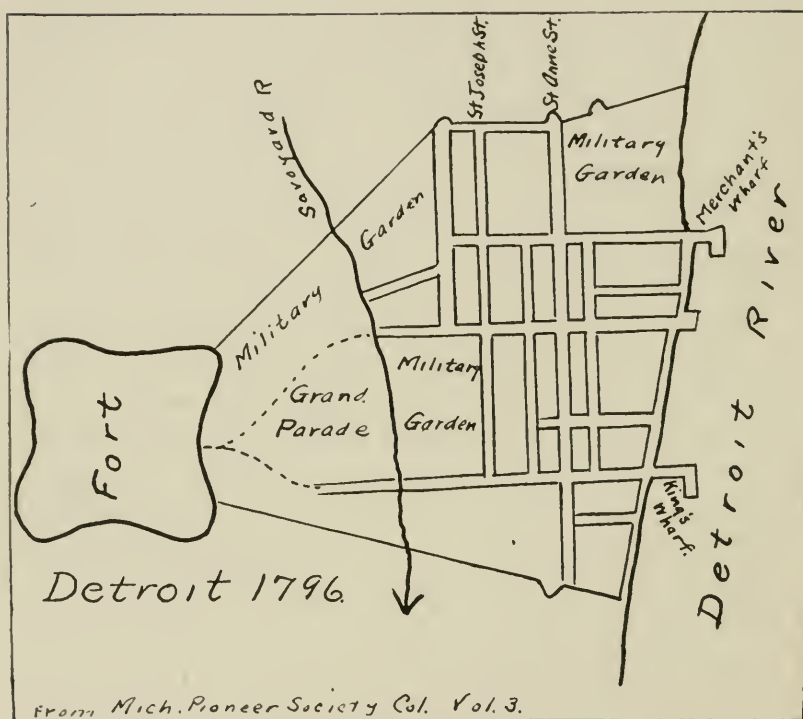 St Joseph St.
St Anne St.
Savoyard R
Military
Garden
Merchant's
Wharf
Garden
Military
Detroit River
Fort
Grand
Parade
Military
Garden
King's
Wharf.
Detroit 1796.
From Mich. Pioneer Society Col. Vol. 3.